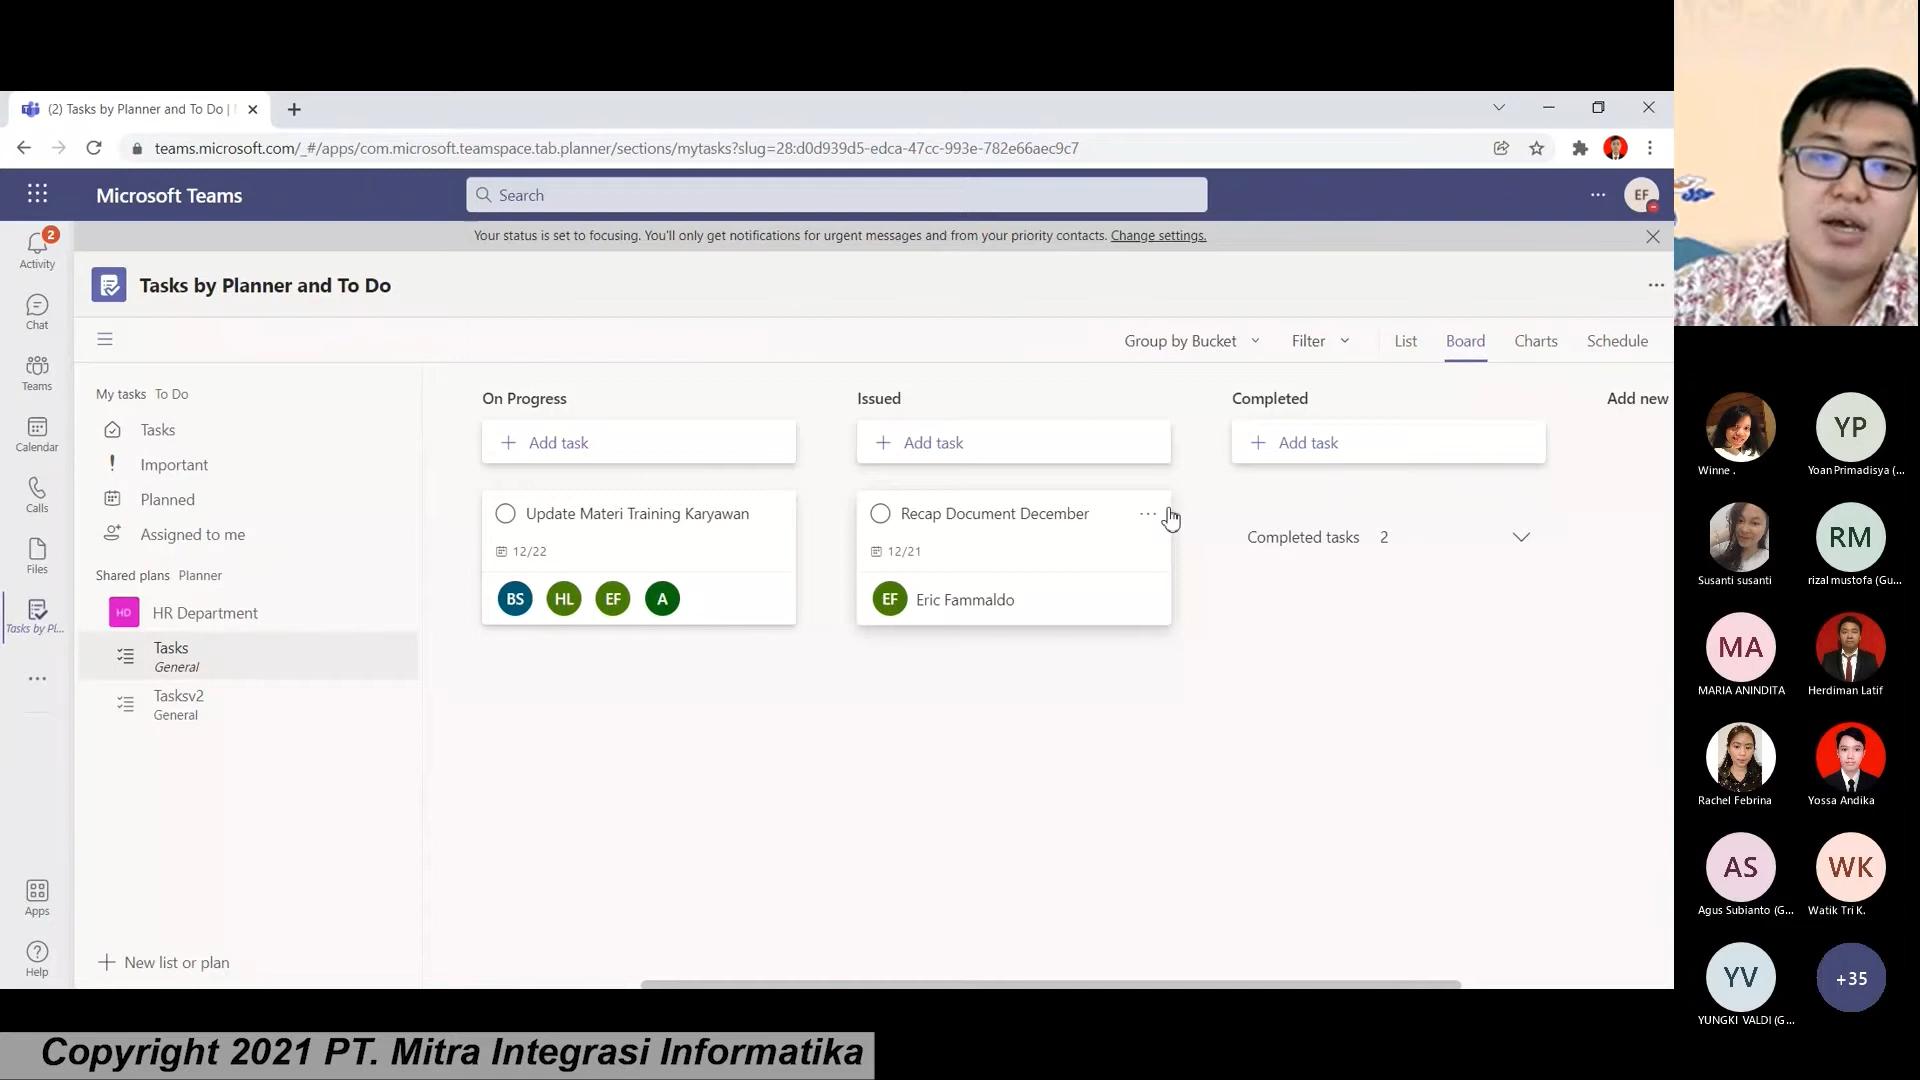 (2) Tasks by Planner and To Do |
teams.microsoft.com/_#/apps/com.microsoft.teamspace.tab.planner/sections/mytasks?slug=28:d0d939d5-edca-47cc-993e-782e66aec9c7
Microsoft Teams
Search
EF
Your status is set to focusing. You'll only get notifications for urgent messages and from your priority contacts. Change settings.
2
Activity
Chat
Teams
Calendar
Calls
Files
Tasks by Pl...
Apps
Help
Tasks by Planner and To Do
Group by Bucket
Filter
List
Board
Charts
Schedule
My tasks To Do
Tasks
Important
Planned
Assigned to me
Shared plans Planner
HD HR Department
Tasks
General
Tasksv2
General
+ New list or plan
On Progress
+ Add task
Update Materi Training Karyawan
12/22
BS HL EF A
Issued
+ Add task
Recap Document December
12/21
EF Eric Fammaldo
Completed
+ Add task
Completed tasks 2
Add new
Winne .
YP
Yoan Primadisya (...
Susanti susanti
RM
rizal mustofa (Gu...
MA
MARIA ANINDITA
Herdiman Latif
Rachel Febrina
Yossa Andika
AS
Agus Subianto (G...
WK
Watik Tri K.
YV
YUNGKI VALDI (G...
+35
Copyright 2021 PT. Mitra Integrasi Informatika